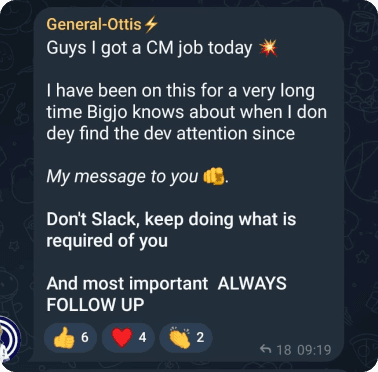 General-Ottis⚡
Guys I got a CM job today 💥
I have been on this for a very long
time Bigjo knows about when I don
dey find the dev attention since
My message to you 🫵.
Don't Slack, keep doing what is
required of you
And most important ALWAYS
FOLLOW UP
👍 6 ❤️ 4 👏 2
18 09:19